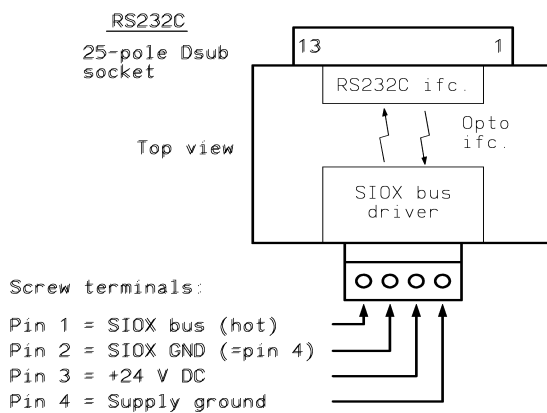 RS232C
25-pole Dsub
socket
13 1
RS232C ifc.
Opto
ifc.
Top view
SIOX bus
driver
Screw terminals:
Pin 1 = SIOX bus (hot)
Pin 2 = SIOX GND (=pin 4)
Pin 3 = +24 V DC
Pin 4 = Supply ground